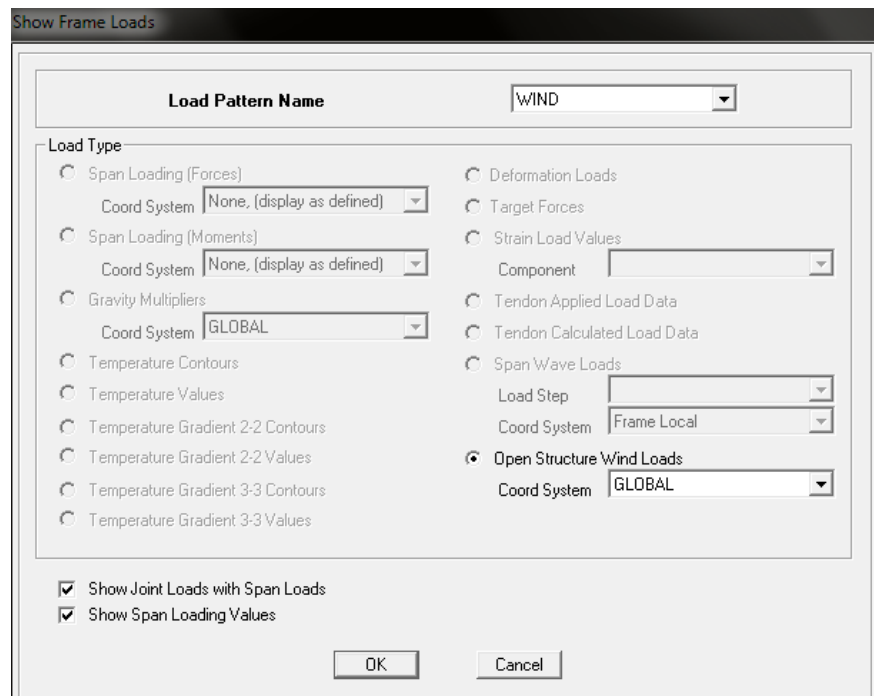 Show Frame Loads
Load Pattern Name
WIND
Load Type
Span Loading (Forces)
Coord System
None, (display as defined)
Span Loading (Moments)
Coord System
None, (display as defined)
Gravity Multipliers
Coord System
GLOBAL
Temperature Contours
Temperature Values
Temperature Gradient 2-2 Contours
Temperature Gradient 2-2 Values
Temperature Gradient 3-3 Contours
Temperature Gradient 3-3 Values
Deformation Loads
Target Forces
Strain Load Values
Component
Tendon Applied Load Data
Tendon Calculated Load Data
Span Wave Loads
Load Step
Coord System
Frame Local
Open Structure Wind Loads
Coord System
GLOBAL
Show Joint Loads with Span Loads
Show Span Loading Values
OK
Cancel